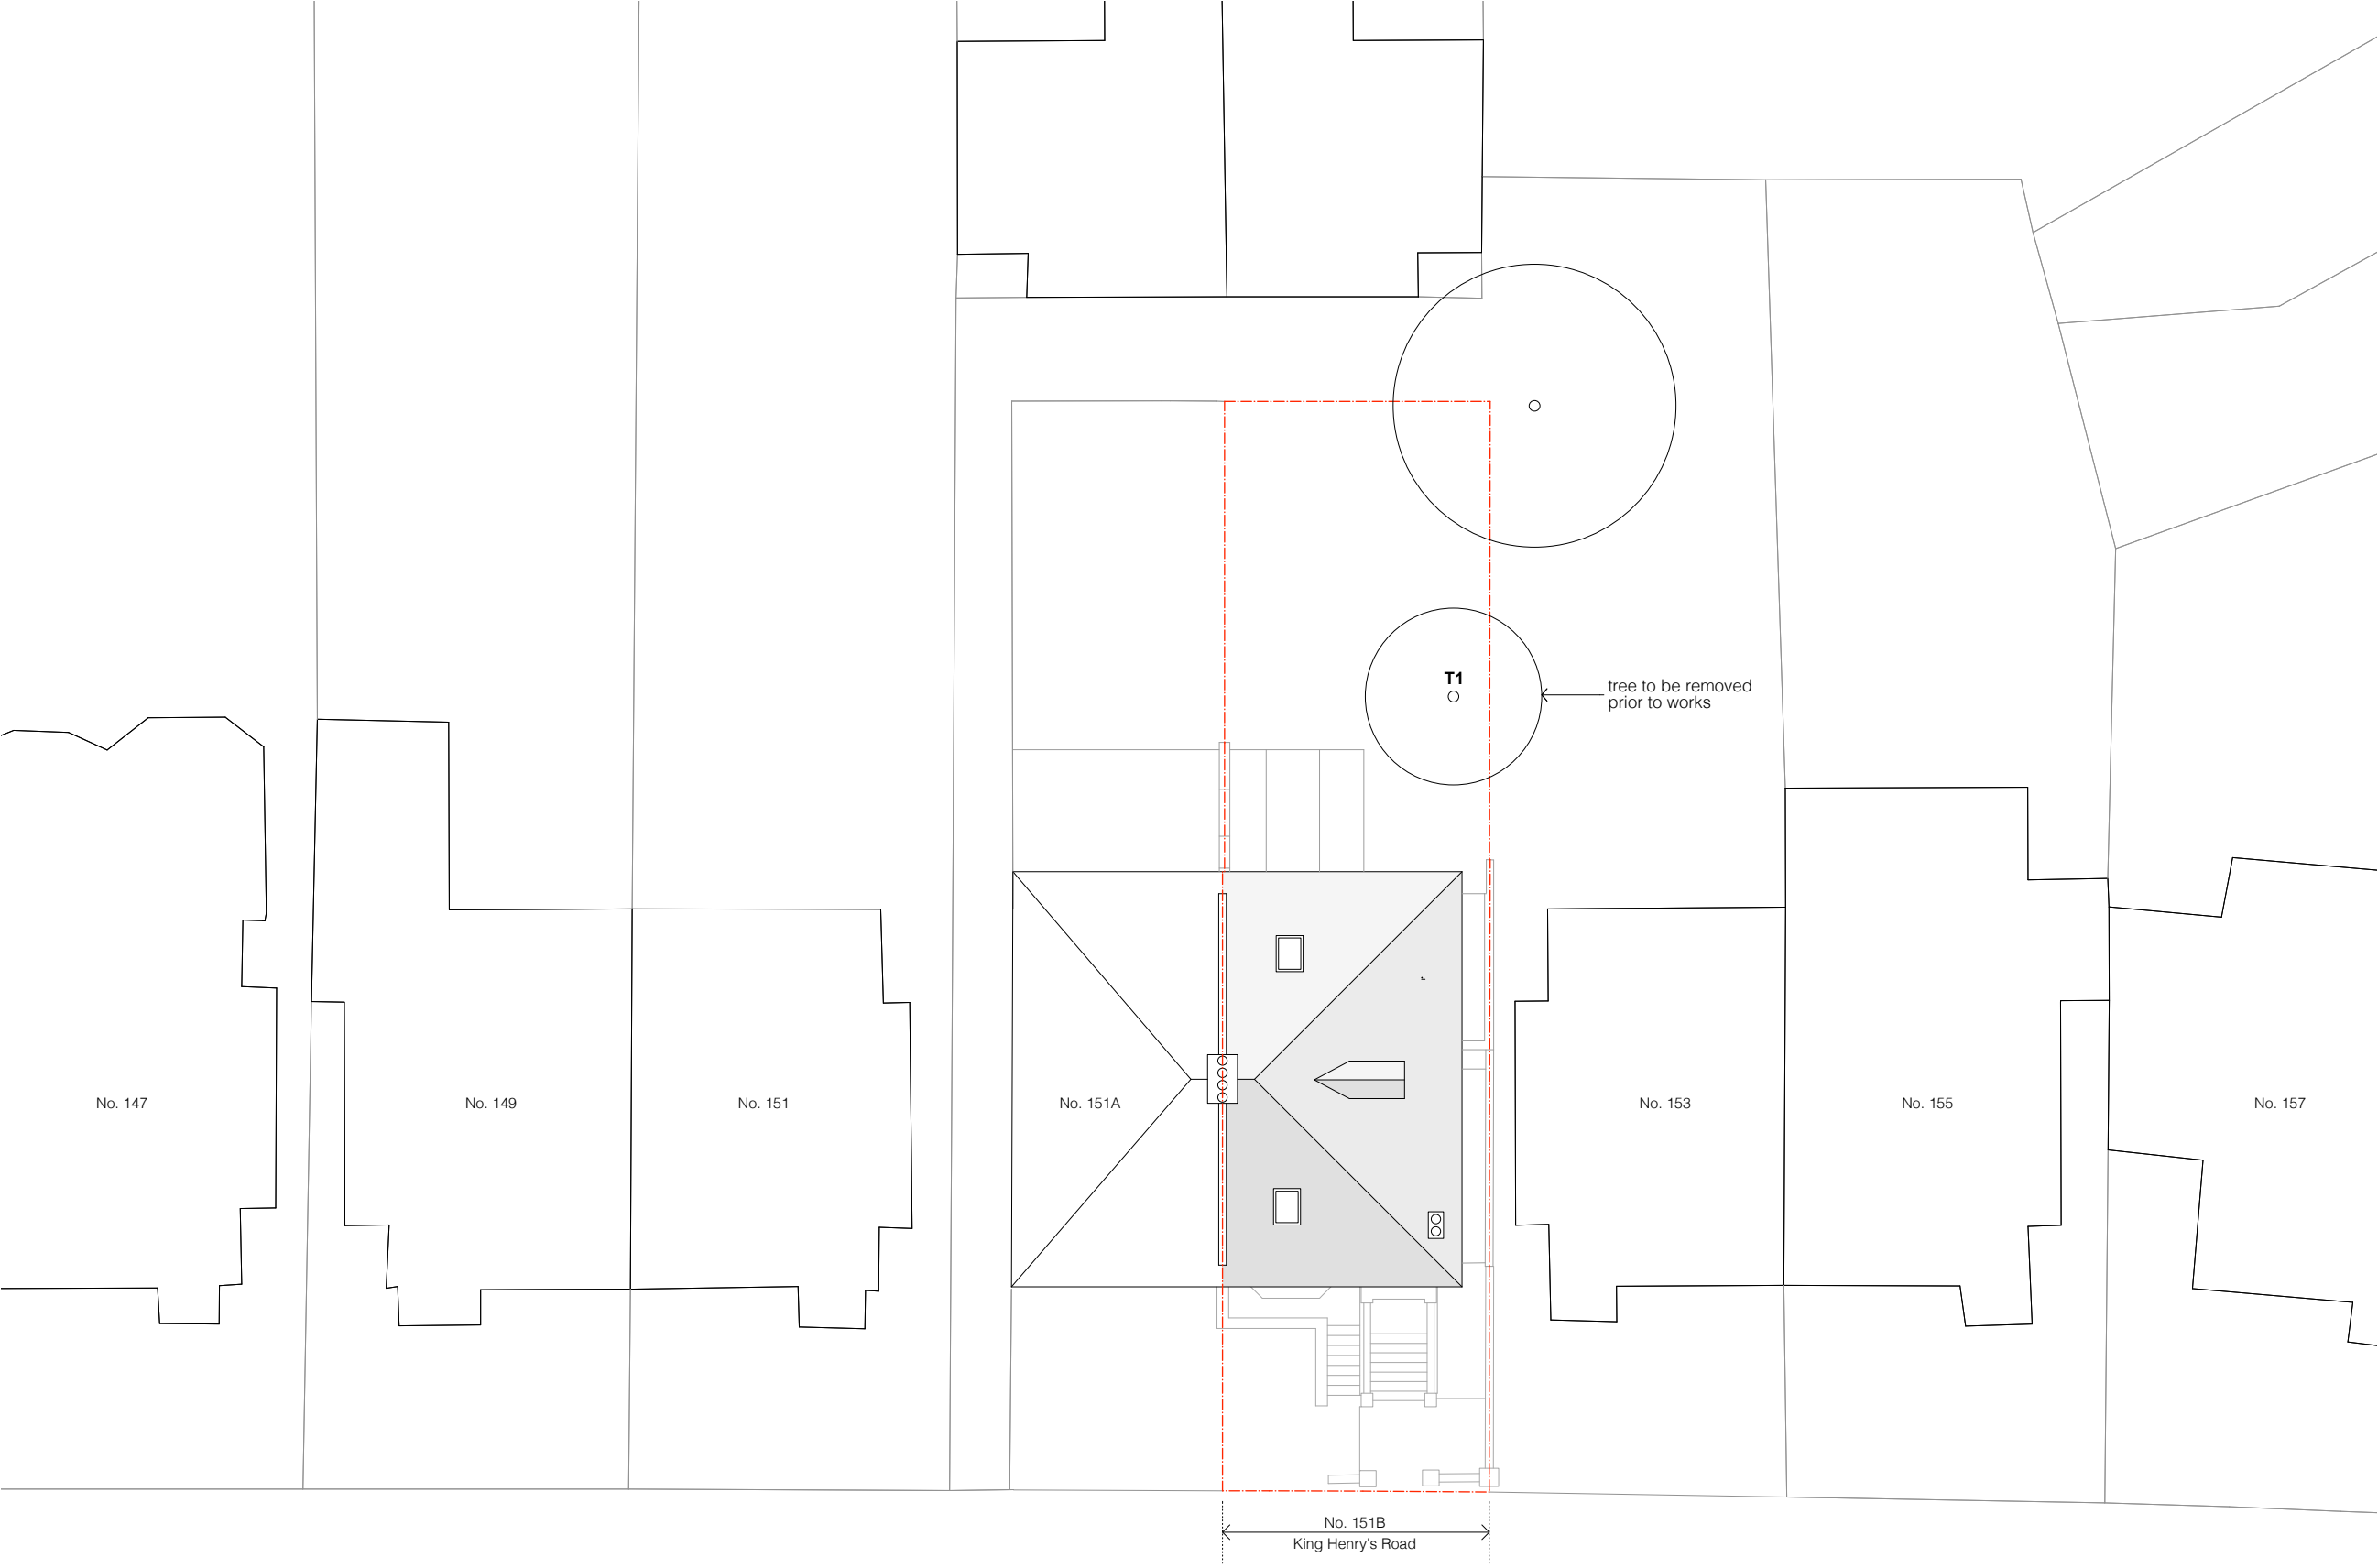 T1
tree to be removed
prior to works
No. 147
No. 149
No. 151
No. 151A
No. 153
No. 155
No. 157
r
No. 151B
King Henry's Road